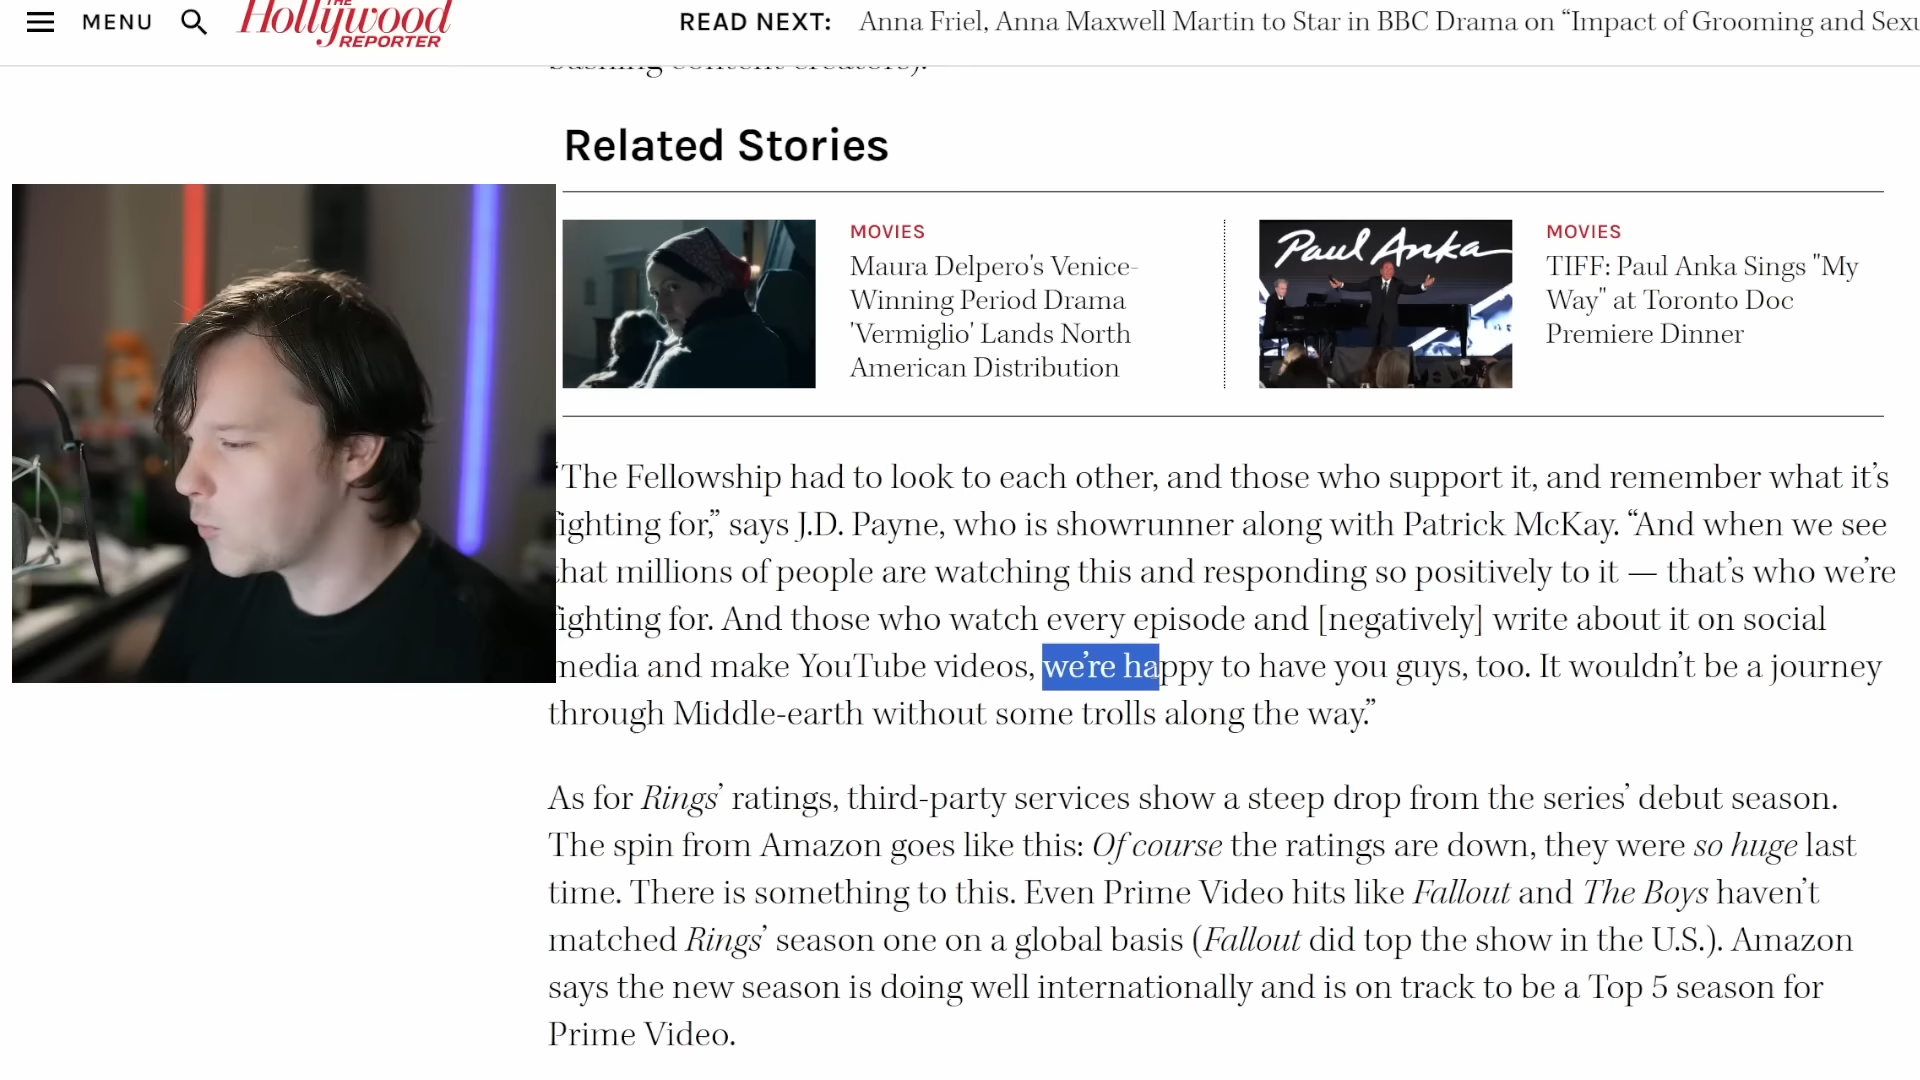 MENU
THE
Hollywood
REPORTER
READ NEXT: Anna Friel, Anna Maxwell Martin to Star in BBC Drama on “Impact of Grooming and Sexu
bashing content creators).
Related Stories
MOVIES
Maura Delpero's Venice-
Winning Period Drama
'Vermiglio' Lands North
American Distribution
Paul Anka
MOVIES
TIFF: Paul Anka Sings "My
Way" at Toronto Doc
Premiere Dinner
“The Fellowship had to look to each other, and those who support it, and remember what it’s
fighting for,” says J.D. Payne, who is showrunner along with Patrick McKay. “And when we see
that millions of people are watching this and responding so positively to it — that’s who we’re
fighting for. And those who watch every episode and [negatively] write about it on social
media and make YouTube videos, we’re happy to have you guys, too. It wouldn’t be a journey
through Middle-earth without some trolls along the way.”
As for Rings’ ratings, third-party services show a steep drop from the series’ debut season.
The spin from Amazon goes like this: Of course the ratings are down, they were so huge last
time. There is something to this. Even Prime Video hits like Fallout and The Boys haven’t
matched Rings’ season one on a global basis (Fallout did top the show in the U.S.). Amazon
says the new season is doing well internationally and is on track to be a Top 5 season for
Prime Video.